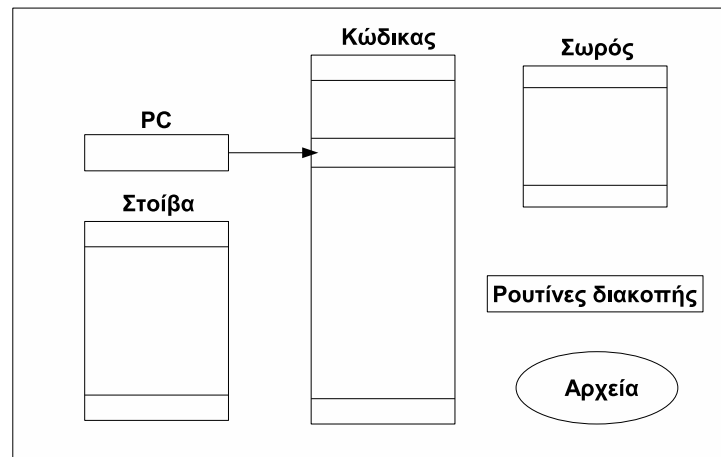 Κώδικας
Σωρός
PC
Στοίβα
Ρουτίνες διακοπής
Αρχεία